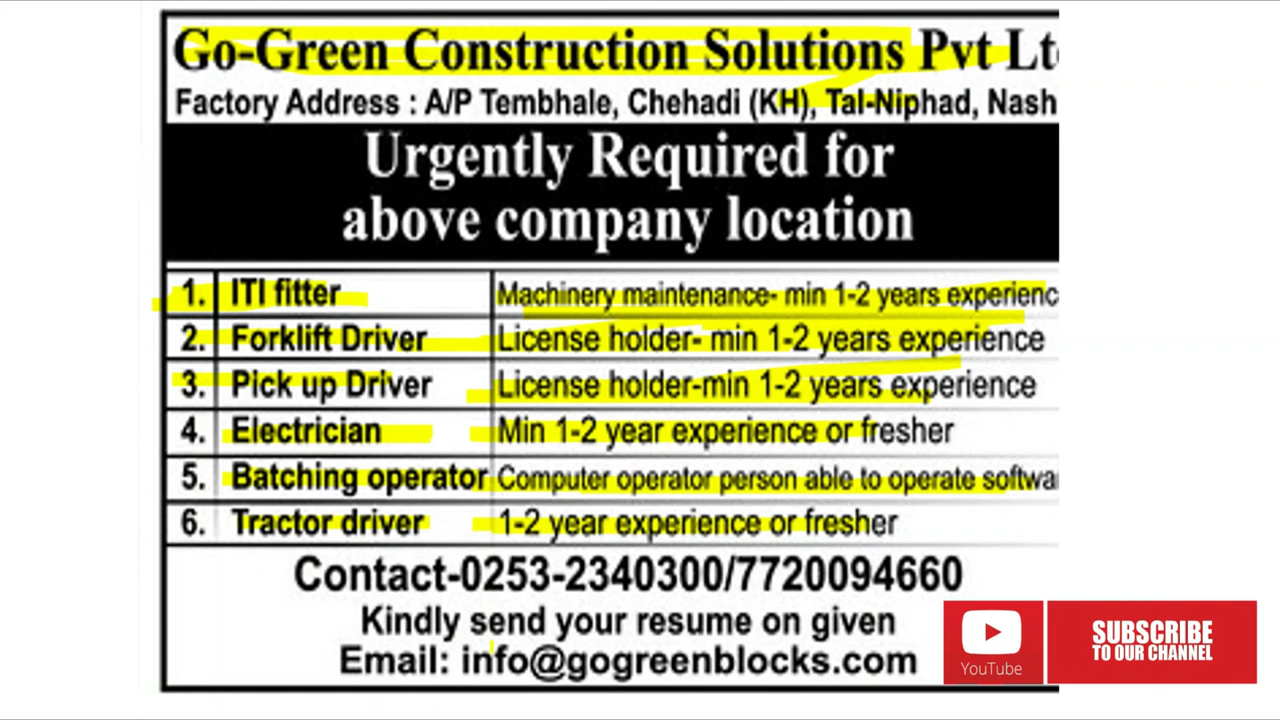 Go-Green Construction Solutions Pvt
Factory Address : A/P Tembhale, Chehadi (KH), Tal-Niphad,
Urgently Required for
above company location
1. ITI fitter Machinery maintenance- min 1-2 years
2. Forklift Driver License holder- min 1-2 years experience
3. Pick up Driver License holder-min 1-2 years experience
4. Electrician Min 1-2 year experience or fresher
5. Batching operator Computer operator person able to operate
6. Tractor driver 1-2 year experience or fresher
Contact-0253-2340300/7720094660
Kindly send your resume on given
Email: info@gogreenblocks.com
YouTube
SUBSCRIBE
TO OUR CHANNEL